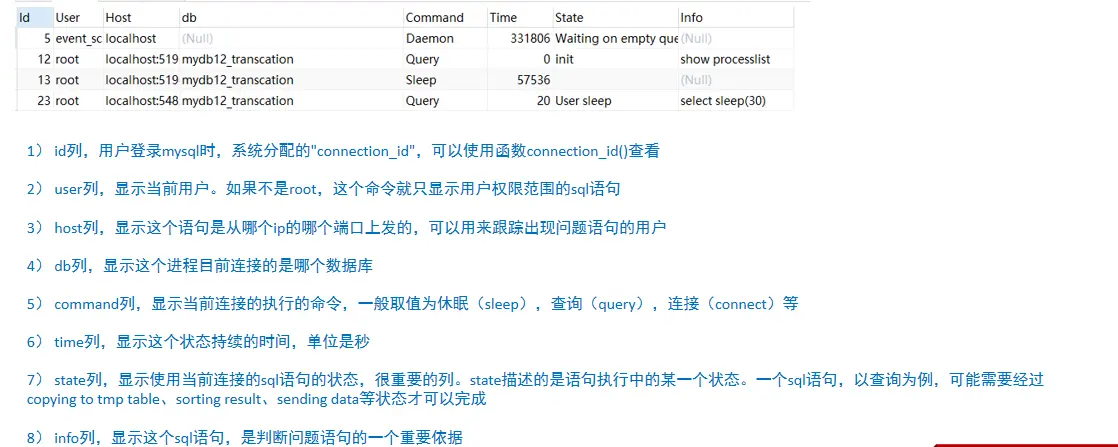 Id User Host db Command Time State Info
5 event_sc localhost (Null) Daemon 331806 Waiting on empty que (Null)
12 root localhost:519 mydb12_transcation Query 0 init show processlist
13 root localhost:519 mydb12_transcation Sleep 57536 (Null)
23 root localhost:548 mydb12_transcation Query 20 User sleep select sleep(30)
1） id列，用户登录mysql时，系统分配的"connection_id"，可以使用函数connection_id()查看
2） user列，显示当前用户。如果不是root，这个命令就只显示用户权限范围的sql语句
3） host列，显示这个语句是从哪个ip的哪个端口上发的，可以用来跟踪出现问题语句的用户
4） db列，显示这个进程目前连接的是哪个数据库
5） command列，显示当前连接的执行的命令，一般取值为休眠（sleep），查询（query），连接（connect）等
6） time列，显示这个状态持续的时间，单位是秒
7） state列，显示使用当前连接的sql语句的状态，很重要的列。state描述的是语句执行中的某一个状态。一个sql语句，以查询为例，可能需要经过
copying to tmp table、sorting result、sending data等状态才可以完成
8） info列，显示这个sql语句，是判断问题语句的一个重要依据